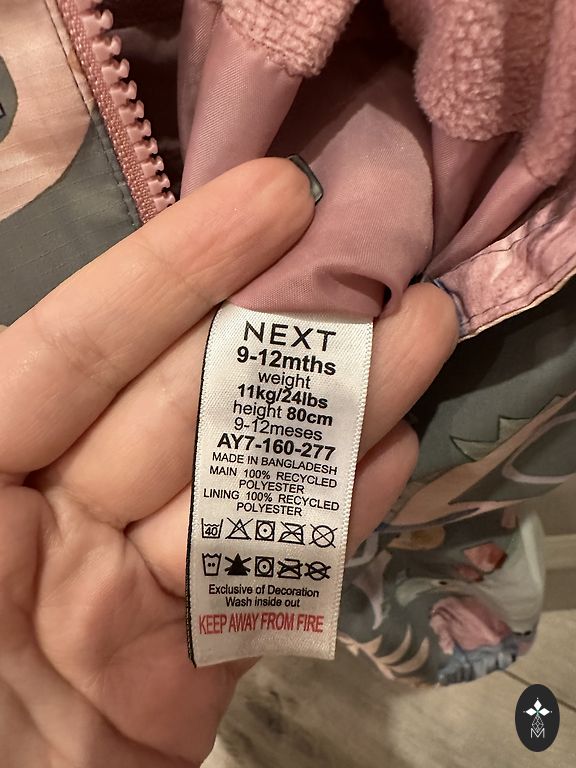 NEXT
9-12mths
weight
11kg/24lbs
height 80cm
9-12meses
AY7-160-277
MADE IN BANGLADESH
MAIN 100% RECYCLED
POLYESTER
LINING 100% RECYCLED
POLYESTER
40
Exclusive of Decoration
Wash inside out
KEEP AWAY FROM FIRE
M